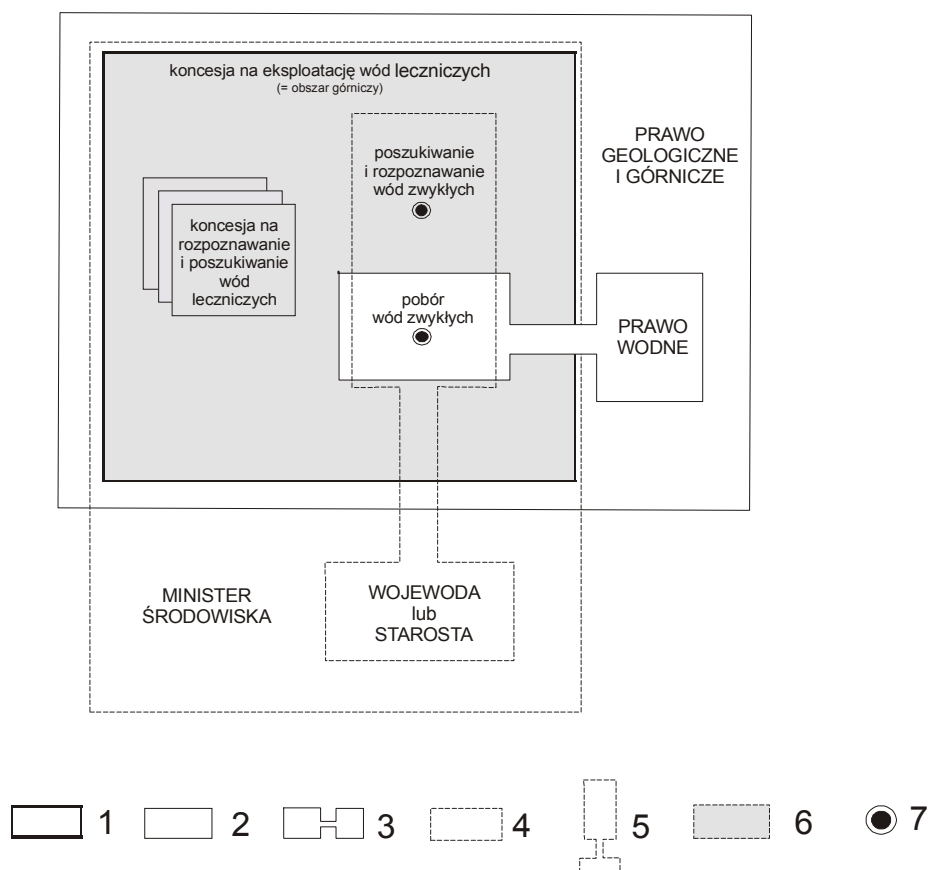 koncesja na eksploatację wód leczniczych
(= obszar górniczy)
poszukiwanie
i rozpoznawanie
wód zwykłych
PRAWO
GEOLOGICZNE
I GÓRNICZE
koncesja na
rozpoznawanie
i poszukiwanie
wód
leczniczych
pobór
wód zwykłych
PRAWO
WODNE
MINISTER
ŚRODOWISKA
WOJEWODA
lub
STAROSTA
1
2
3
4
5
6
7